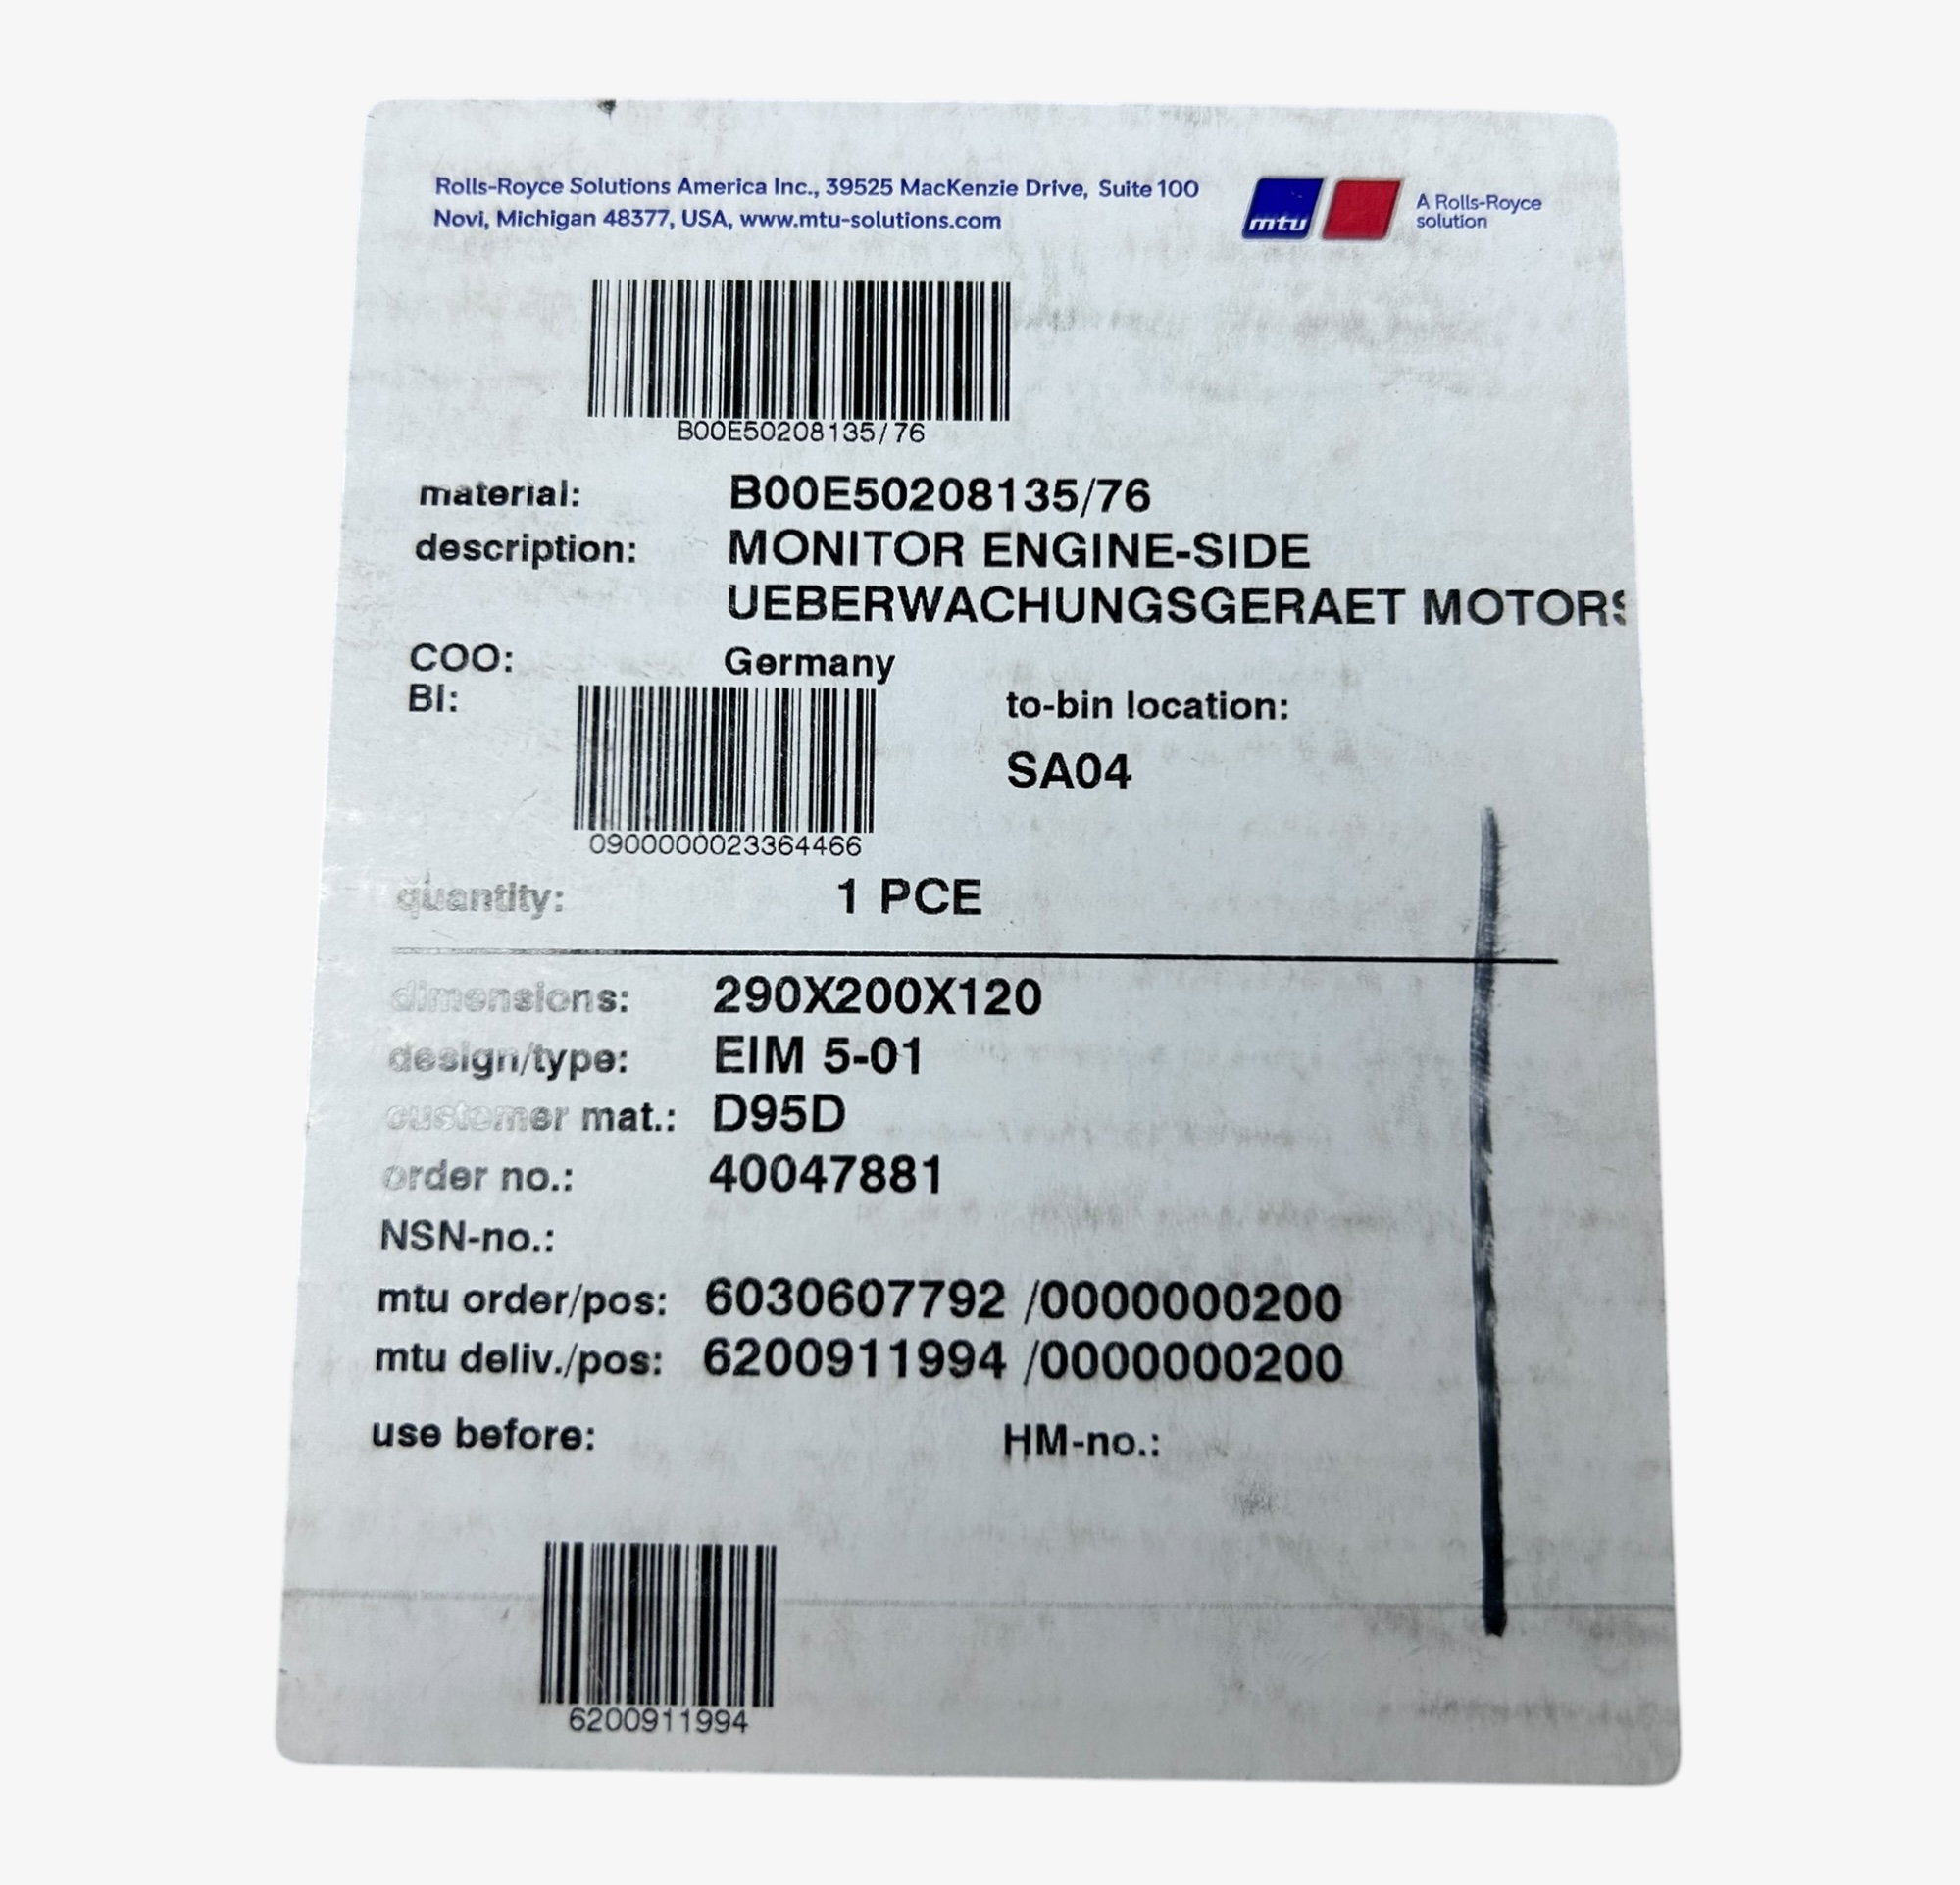 Rolls-Royce Solutions America Inc., 39525 MacKenzie Drive, Suite 100
Novi, Michigan 48377, USA, www.mtu-solutions.com
mtu
A Rolls-Royce
solution
B00E50208135/76
material: B00E50208135/76
description: MONITOR ENGINE-SIDE
UEBERWACHUNGSGERAET MOTORS
COO: Germany
BI:
to-bin location:
SA04
0900000023364466
quantity: 1 PCE
dimensions: 290X200X120
design/type: EIM 5-01
customer mat.: D95D
order no.: 40047881
NSN-no.:
mtu order/pos: 6030607792 /0000000200
mtu deliv./pos: 6200911994 /0000000200
use before: HM-no.:
6200911994